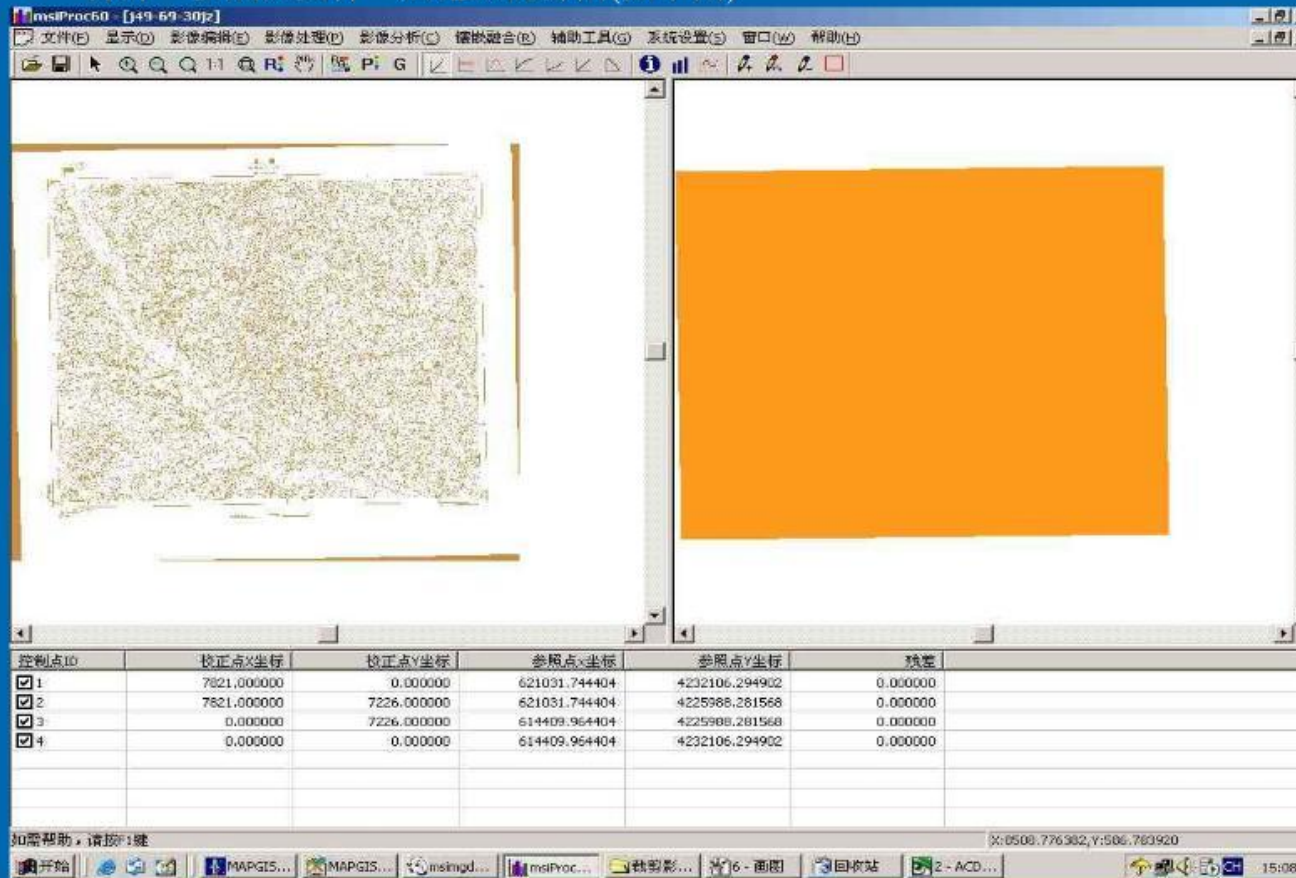 msiProc60 - [j49-69-30jz]
文件(F) 显示(D) 影像编辑(E) 影像处理(P) 影像分析(C) 镶嵌融合(R) 辅助工具(G) 系统设置(S) 窗口(W) 帮助(H)
1:1 R P G
控制点ID 校正点X坐标 校正点Y坐标 参照点x坐标 参照点Y坐标 残差
1 7821.000000 0.000000 621031.744404 4232106.294902 0.000000
2 7821.000000 7226.000000 621031.744404 4225988.281568 0.000000
3 0.000000 7226.000000 614409.964404 4225988.281568 0.000000
4 0.000000 0.000000 614409.964404 4232106.294902 0.000000
如需帮助，请按F1键 X:8508.776382,Y:586.783920
开始 MAPGIS... MAPGIS... msimgd... msiProc... 裁剪影... 6 - 画图 回收站 2 - ACD... CH 15:08